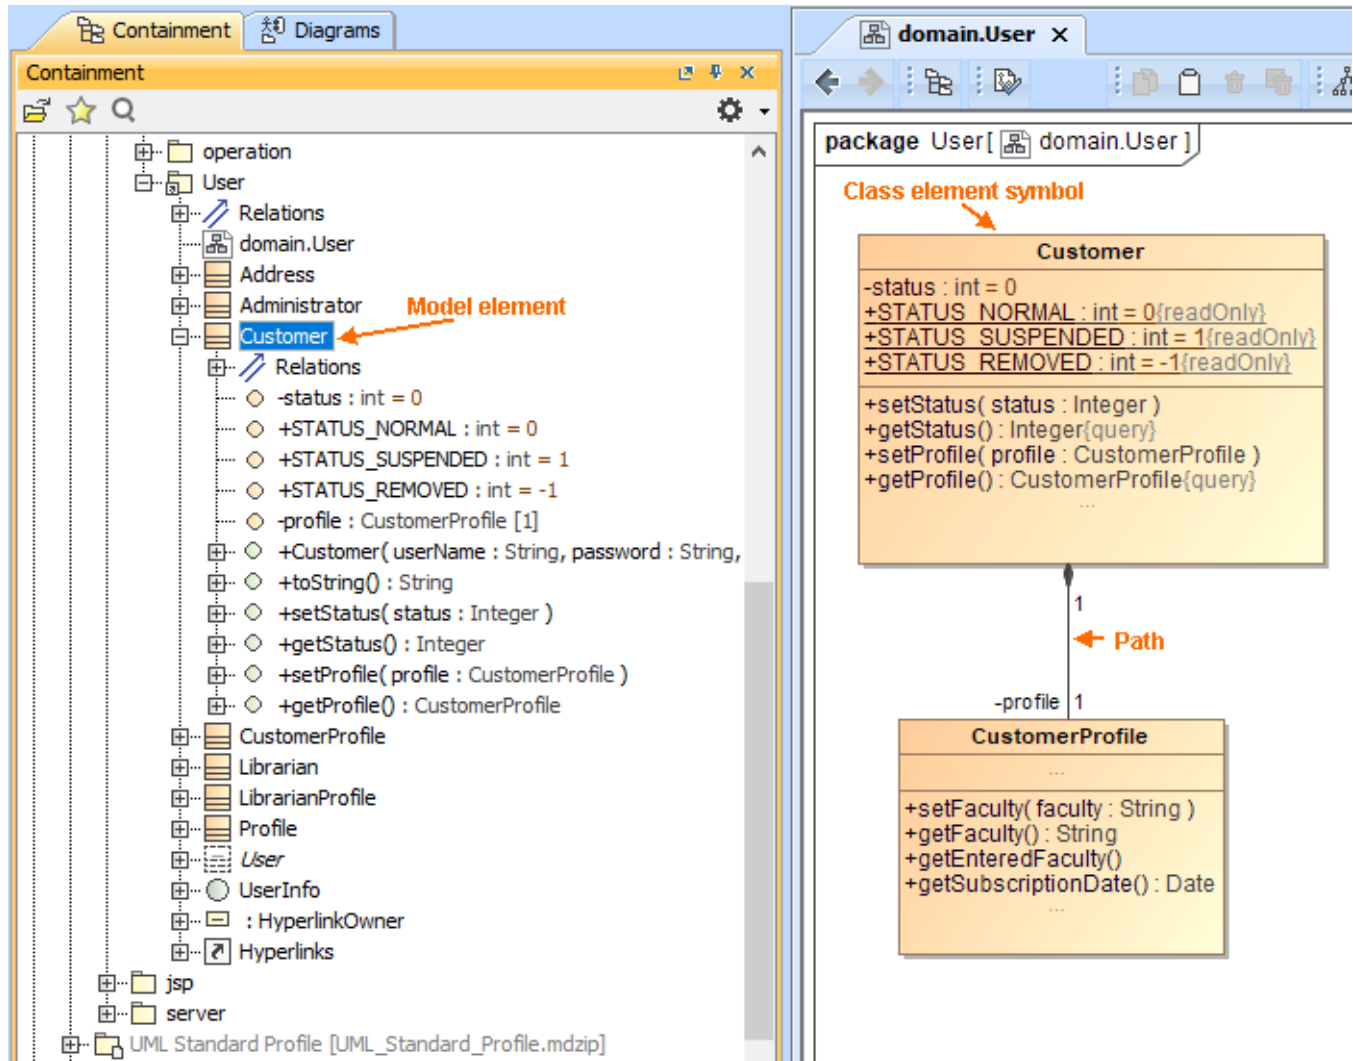 Containment
Diagrams
Containment
operation
User
Relations
domain.User
Address
Administrator
Model element
Customer
Relations
-status : int = 0
+STATUS_NORMAL : int = 0
+STATUS_SUSPENDED : int = 1
+STATUS_REMOVED : int = -1
-profile : CustomerProfile [1]
+Customer( userName : String, password : String,
+toString() : String
+setStatus( status : Integer )
+getStatus() : Integer
+setProfile( profile : CustomerProfile )
+getProfile() : CustomerProfile
CustomerProfile
Librarian
LibrarianProfile
Profile
User
UserInfo
: HyperlinkOwner
Hyperlinks
jsp
server
UML Standard Profile [UML_Standard_Profile.mdzip]
domain.User
package User[ domain.User ]
Class element symbol
Customer
-status : int = 0
+STATUS_NORMAL : int = 0{readOnly}
+STATUS_SUSPENDED : int = 1{readOnly}
+STATUS_REMOVED : int = -1{readOnly}
+setStatus( status : Integer )
+getStatus() : Integer{query}
+setProfile( profile : CustomerProfile )
+getProfile() : CustomerProfile{query}
...
1
Path
-profile 1
CustomerProfile
...
+setFaculty( faculty : String )
+getFaculty() : String
+getEnteredFaculty()
+getSubscriptionDate() : Date
...